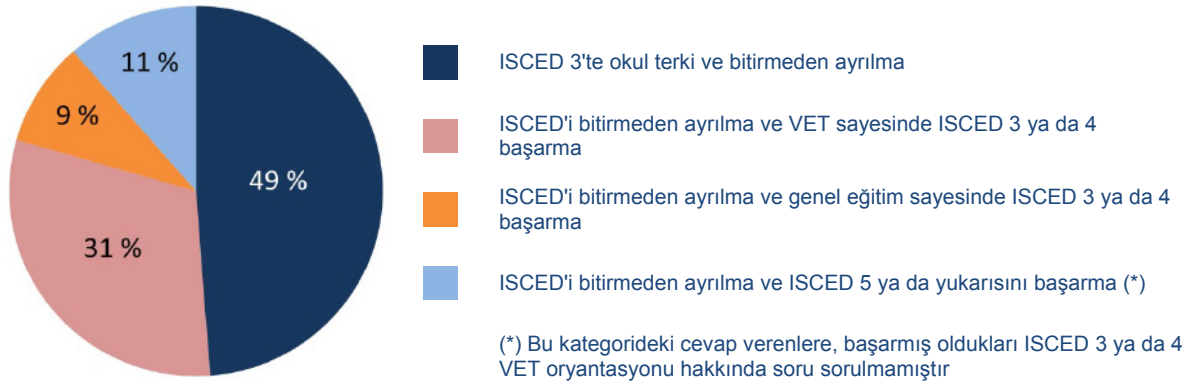 11 %
9 %
49 %
31 %
ISCED 3'te okul terki ve bitirmeden ayrılma
ISCED'i bitirmeden ayrılma ve VET sayesinde ISCED 3 ya da 4
başarma
ISCED'i bitirmeden ayrılma ve genel eğitim sayesinde ISCED 3 ya da 4
başarma
ISCED'i bitirmeden ayrılma ve ISCED 5 ya da yukarısını başarma (*)
(*) Bu kategorideki cevap verenlere, başarmış oldukları ISCED 3 ya da 4
VET oryantasyonu hakkında soru sorulmamıştır